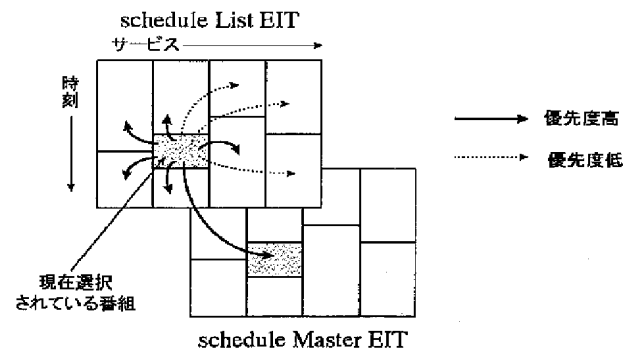 schedule List EIT
サービス
時刻
優先度高
優先度低
現在選択
されている番組
schedule Master EIT